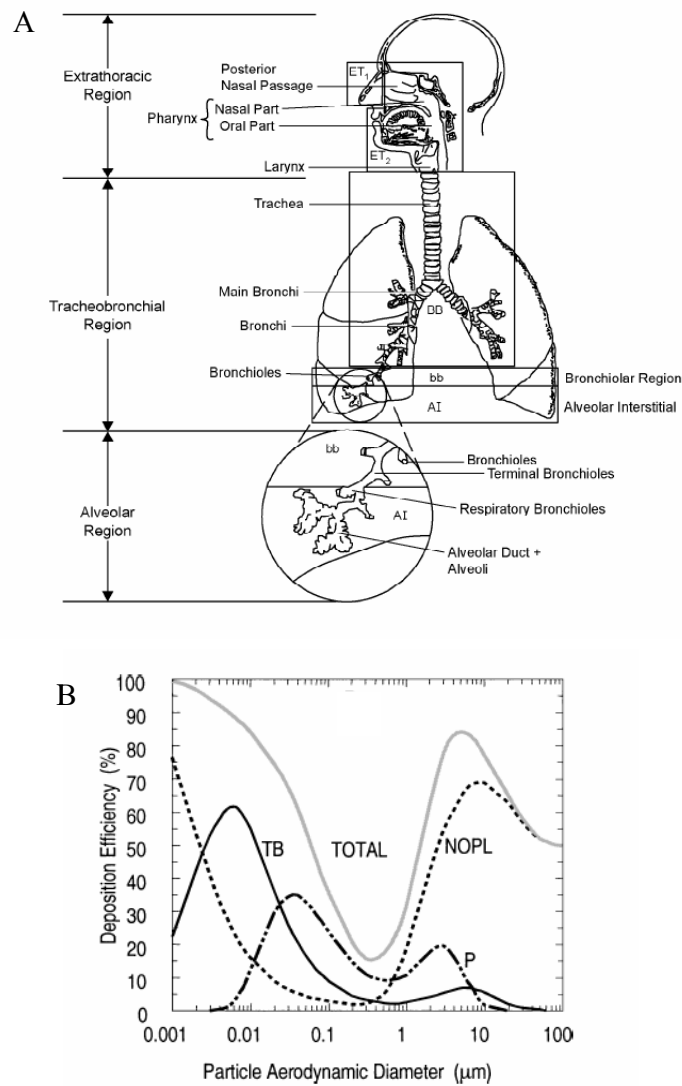 A
Extrathoracic
Region
Posterior
Nasal Passage
ET1
Pharynx
Nasal Part
Oral Part
ET2
Larynx
Trachea
Tracheobronchial
Region
Main Bronchi
BB
Bronchi
Bronchioles
bb
Bronchiolar Region
AI
Alveolar Interstitial
Alveolar
Region
bb
Bronchioles
Terminal Bronchioles
Respiratory Bronchioles
AI
Alveolar Duct +
Alveoli
B
Deposition Efficiency (%)
100
90
80
70
60
50
40
30
20
10
0
TB
TOTAL
NOPL
P
0.001
0.01
0.1
1
10
100
Particle Aerodynamic Diameter (µm)